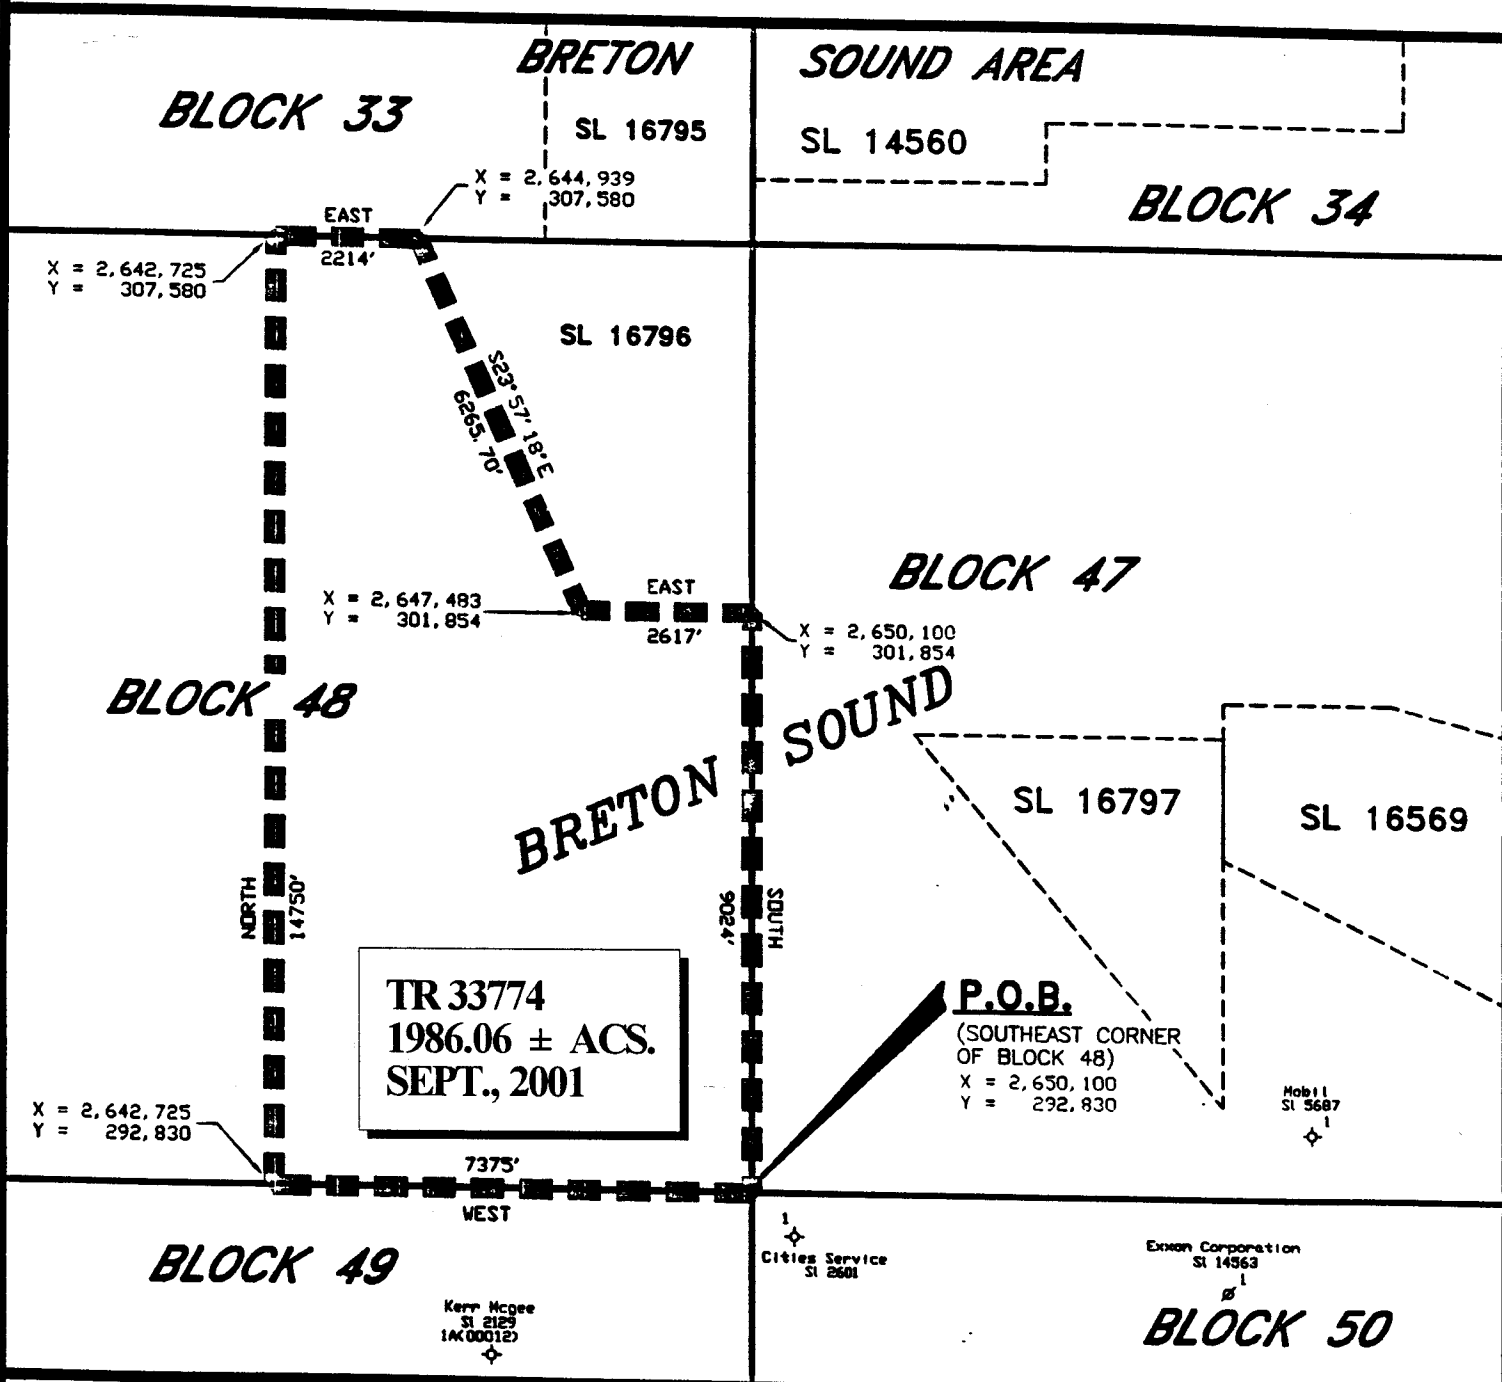 BRETON SOUND AREA
BLOCK 33
SL 16795
SL 14560
X = 2,644,939
Y = 307,580
BLOCK 34
EAST
2214'
X = 2,642,725
Y = 307,580
SL 16796
S23°57'18"E
6265.70'
BLOCK 47
EAST
2617'
X = 2,647,483
Y = 301,854
X = 2,650,100
Y = 301,854
BLOCK 48
BRETON SOUND
SL 16797
SL 16569
NORTH
14750'
SOUTH
9024'
TR 33774
1986.06 ± ACS.
SEPT., 2001
P.O.B.
(SOUTHEAST CORNER
OF BLOCK 48)
X = 2,650,100
Y = 292,830
Mobil
Sl 5687
1
X = 2,642,725
Y = 292,830
7375'
WEST
1
Cities Service
Sl 2601
BLOCK 49
Exxon Corporation
Sl 14563
1
Kerr Mcgee
Sl 2129
1A(00012)
BLOCK 50